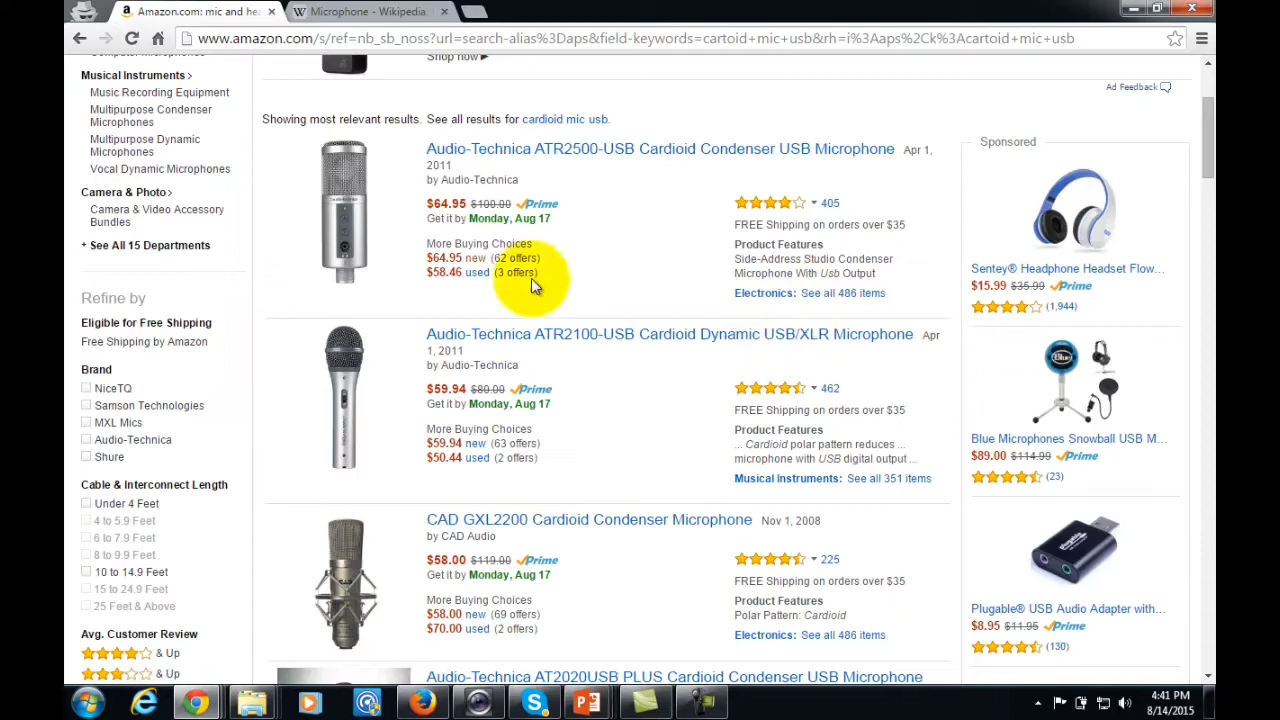 Amazon.com: mic and hea
Microphone - Wikipedia,
www.amazon.com/s/ref=nb_sb_noss?url=search-alias%3Daps&field-keywords=cartoid+mic+usb&rh=i%3Aaps%2Ck%3Acartoid+mic+usb
Musical Instruments
Music Recording Equipment
Multipurpose Condenser
Microphones
Multipurpose Dynamic
Microphones
Vocal Dynamic Microphones
Camera & Photo
Camera & Video Accessory
Bundles
+ See All 15 Departments
Refine by
Eligible for Free Shipping
Free Shipping by Amazon
Brand
NiceTQ
Samson Technologies
MXL Mics
Audio-Technica
Shure
Cable & Interconnect Length
Under 4 Feet
4 to 5.9 Feet
6 to 7.9 Feet
8 to 9.9 Feet
10 to 14.9 Feet
15 to 24.9 Feet
25 Feet & Above
Avg. Customer Review
& Up
& Up
Shop now
Ad Feedback
Showing most relevant results. See all results for cardioid mic usb.
Audio-Technica ATR2500-USB Cardioid Condenser USB Microphone Apr 1,
2011
by Audio-Technica
$64.95 $100.00 Prime
Get it by Monday, Aug 17
More Buying Choices
$64.95 new (62 offers)
$58.46 used (3 offers)
405
FREE Shipping on orders over $35
Product Features
Side-Address Studio Condenser
Microphone With Usb Output
Electronics: See all 486 items
Audio-Technica ATR2100-USB Cardioid Dynamic USB/XLR Microphone Apr
1, 2011
by Audio-Technica
$59.94 $80.00 Prime
Get it by Monday, Aug 17
More Buying Choices
$59.94 new (63 offers)
$50.44 used (2 offers)
462
FREE Shipping on orders over $35
Product Features
... Cardioid polar pattern reduces ...
microphone with USB digital output ...
Musical Instruments: See all 351 items
CAD GXL2200 Cardioid Condenser Microphone Nov 1, 2008
by CAD Audio
$58.00 $119.00 Prime
Get it by Monday, Aug 17
More Buying Choices
$58.00 new (69 offers)
$70.00 used (2 offers)
225
FREE Shipping on orders over $35
Product Features
Polar Pattern: Cardioid
Electronics: See all 486 items
Audio-Technica AT2020USB PLUS Cardioid Condenser USB Microphone
Sponsored
Sentey® Headphone Headset Flow...
$15.99 $35.99 Prime
(1,944)
Blue Microphones Snowball USB M...
$89.00 $114.99 Prime
(23)
Plugable® USB Audio Adapter with...
$8.95 $11.95 Prime
(130)
4:41 PM
8/14/2015